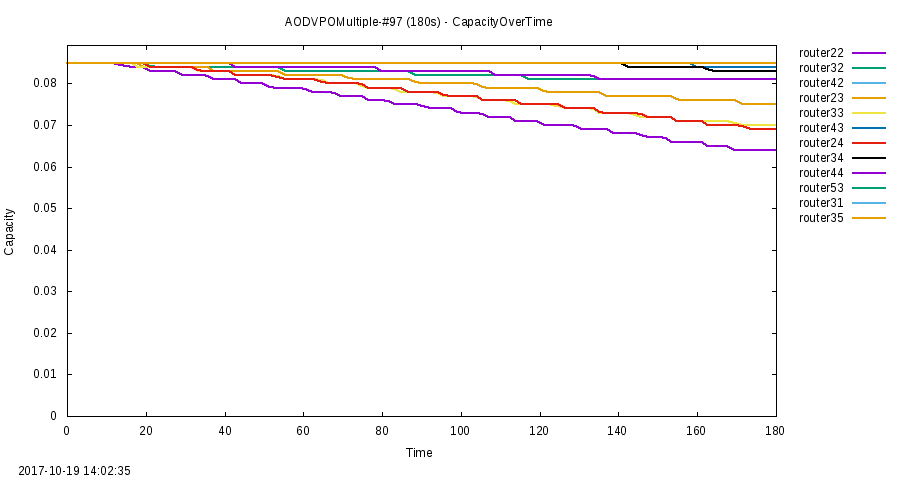 AODVPOMultiple-#97 (180s) - CapacityOverTime
router22
router32
router42
router23
router33
router43
router24
router34
router44
router53
router31
router35
0.08
0.07
0.06
0.05
0.04
0.03
0.02
0.01
0
Capacity
0 20 40 60 80 100 120 140 160 180
Time
2017-10-19 14:02:35